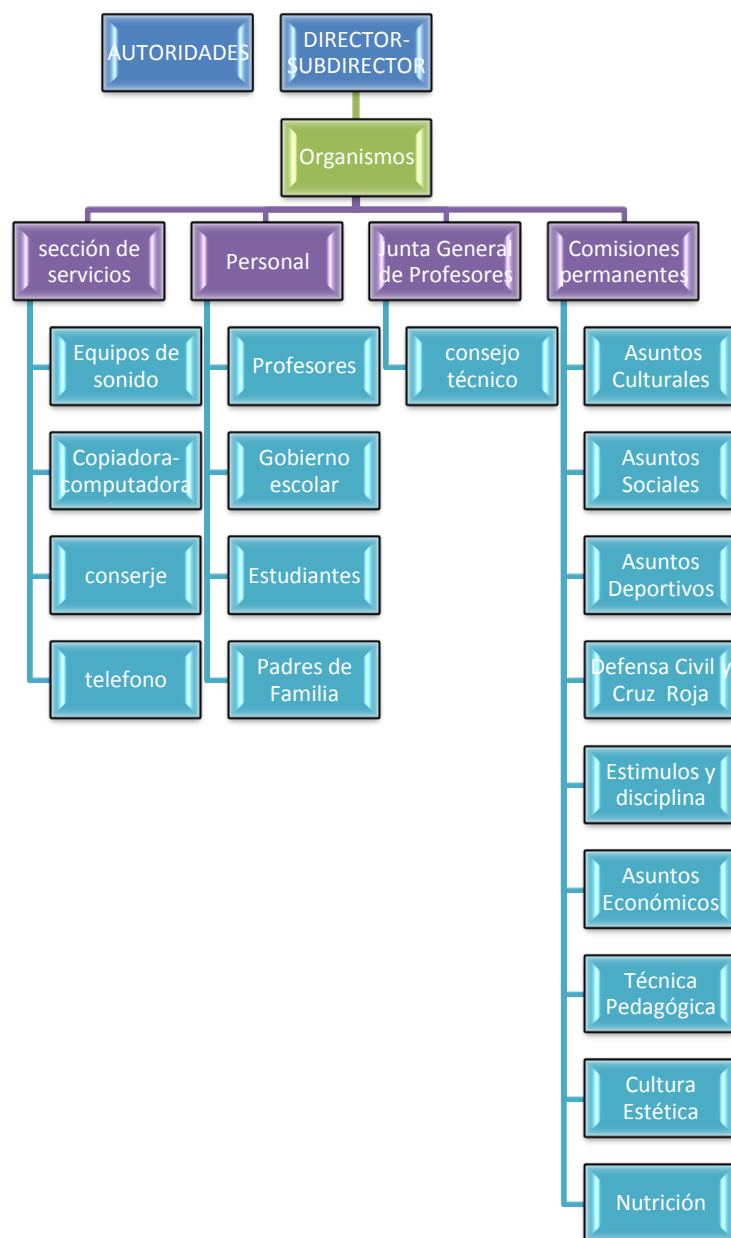 AUTORIDADES
DIRECTOR-
SUBDIRECTOR
Organismos
sección de
servicios
Personal
Junta General
de Profesores
Comisiones
permanentes
Equipos de
sonido
Copiadora-
computadora
conserje
telefono
Profesores
Gobierno
escolar
Estudiantes
Padres de
Familia
consejo
técnico
Asuntos
Culturales
Asuntos
Sociales
Asuntos
Deportivos
Defensa Civil y
Cruz Roja
Estimulos y
disciplina
Asuntos
Económicos
Técnica
Pedagógica
Cultura
Estética
Nutrición